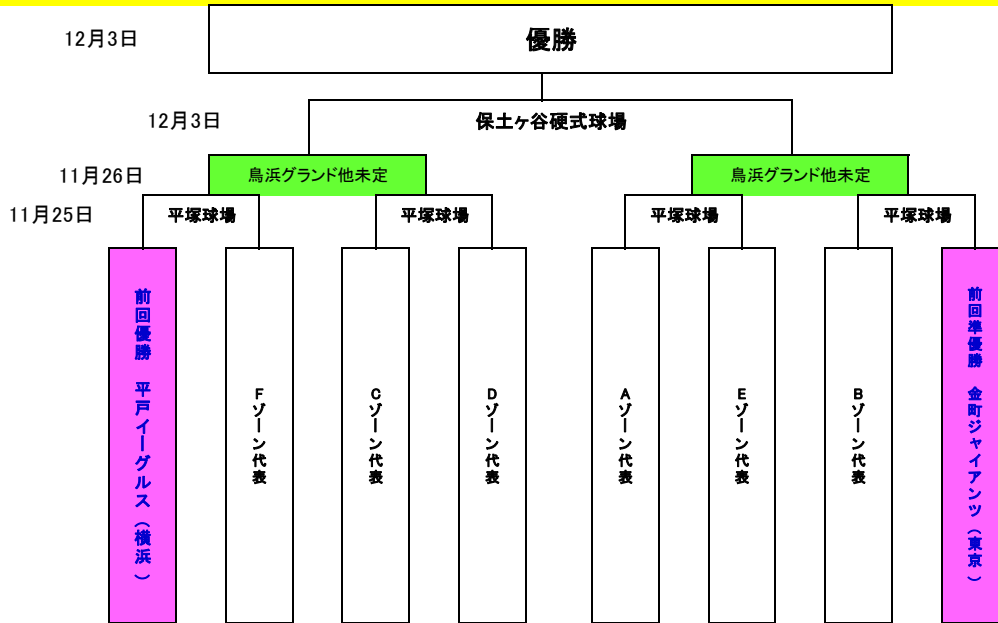 12月3日
優勝
12月3日
保土ヶ谷硬式球場
11月26日
鳥浜グランド他未定
鳥浜グランド他未定
11月25日
平塚球場
平塚球場
平塚球場
平塚球場
前回優勝　平戸イーグルス（横浜）
Fゾーン代表
Cゾーン代表
Dゾーン代表
Aゾーン代表
Eゾーン代表
Bゾーン代表
前回準優勝　金町ジャイアンツ（東京）